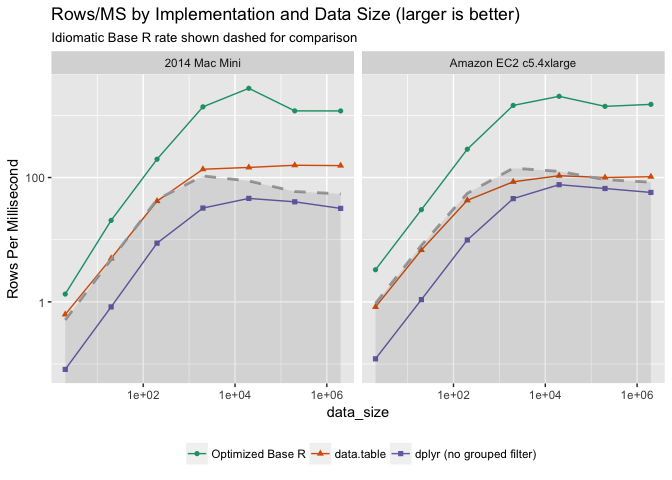 Rows/MS by Implementation and Data Size (larger is better)
Idiomatic Base R rate shown dashed for comparison
2014 Mac Mini
Amazon EC2 c5.4xlarge
Rows Per Millisecond
100
1
1e+02
1e+04
1e+06
1e+02
1e+04
1e+06
data_size
Optimized Base R
data.table
dplyr (no grouped filter)